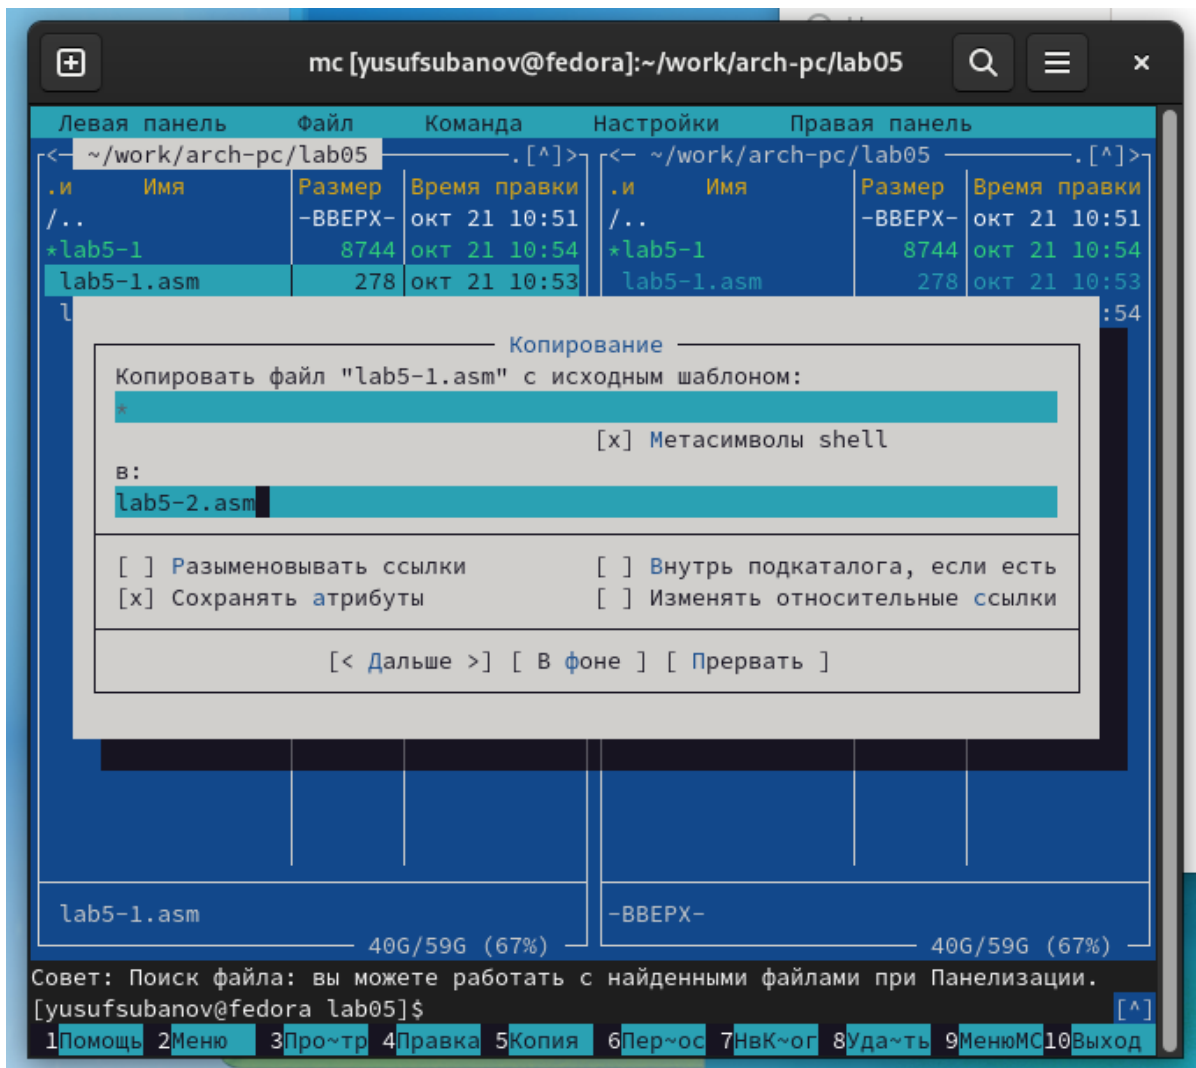 mc [yusufsubanov@fedora]:~/work/arch-pc/lab05
Левая панель Файл Команда Настройки Правая панель
<— ~/work/arch-pc/lab05 .[^]> <— ~/work/arch-pc/lab05 .[^]>
.и Имя Размер Время правки .и Имя Размер Время правки
/.. -ВВЕРХ- окт 21 10:51 /.. -ВВЕРХ- окт 21 10:51
*lab5-1 8744 окт 21 10:54 *lab5-1 8744 окт 21 10:54
lab5-1.asm 278 окт 21 10:53 lab5-1.asm 278 окт 21 10:53
l :54
Копирование
Копировать файл "lab5-1.asm" с исходным шаблоном:
*
[x] Метасимволы shell
в:
lab5-2.asm
[ ] Разыменовывать ссылки [ ] Внутрь подкаталога, если есть
[x] Сохранять атрибуты [ ] Изменять относительные ссылки
[< Дальше >] [ В фоне ] [ Прервать ]
lab5-1.asm -ВВЕРХ-
40G/59G (67%) 40G/59G (67%)
Совет: Поиск файла: вы можете работать с найденными файлами при Панелизации.
[yusufsubanov@fedora lab05]$ [^]
1Помощь 2Меню 3Про~тр 4Правка 5Копия 6Пер~ос 7НвК~ог 8Уда~ть 9МенюMC 10Выход